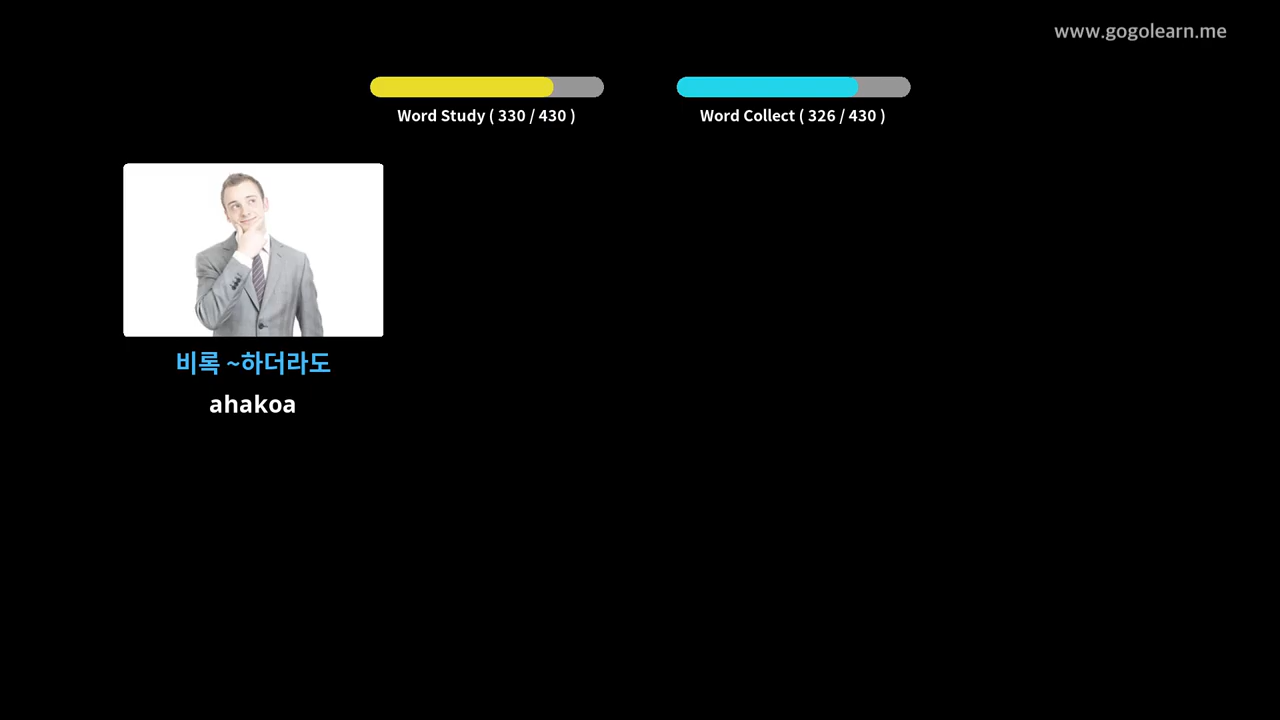 www.gogolearn.me
Word Study ( 330 / 430 )
Word Collect ( 326 / 430 )
비록 ~하더라도
ahakoa